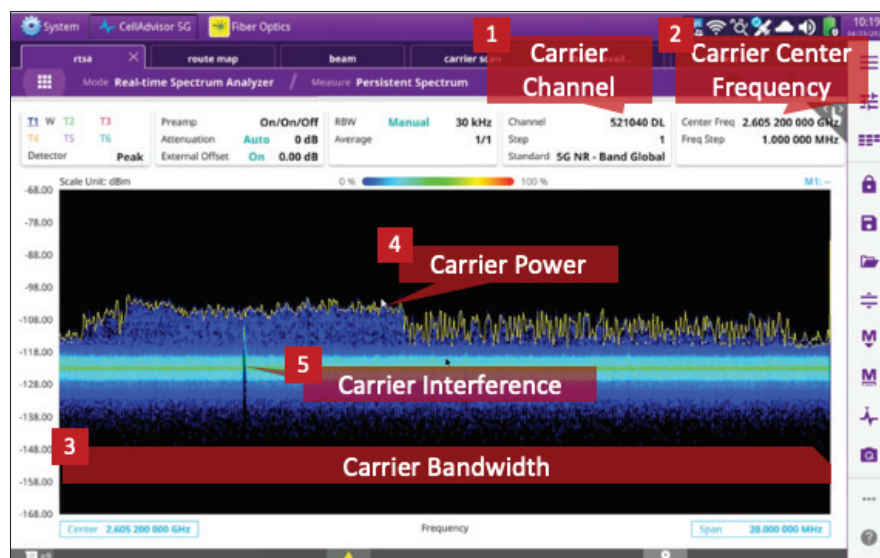 System CellAdvisor 5G Fiber Optics 10:19
rtsa route map beam carrier scan
1 Carrier Channel
2 Carrier Center Frequency
Mode Real-time Spectrum Analyzer / Measure Persistent Spectrum
T1 W T2 T3
T4 T5 T6
Detector Peak
Preamp On/On/Off
Attenuation Auto 0 dB
External Offset On 0.00 dB
RBW Manual 30 kHz
Average 1/1
Channel 521040 DL
Step 1
Standard 5G NR - Band Global
Center Freq 2.605 200 000 GHz
Freq Step 1.000 000 MHz
Scale Unit: dBm 0 % 100 % M1: --
-68.00
-78.00
-88.00
4 Carrier Power
-98.00
-108.00
-118.00
5 Carrier Interference
-128.00
-138.00
-148.00
3 Carrier Bandwidth
-158.00
-168.00
Center 2.605 200 000 GHz Frequency Span 20.000 000 MHz